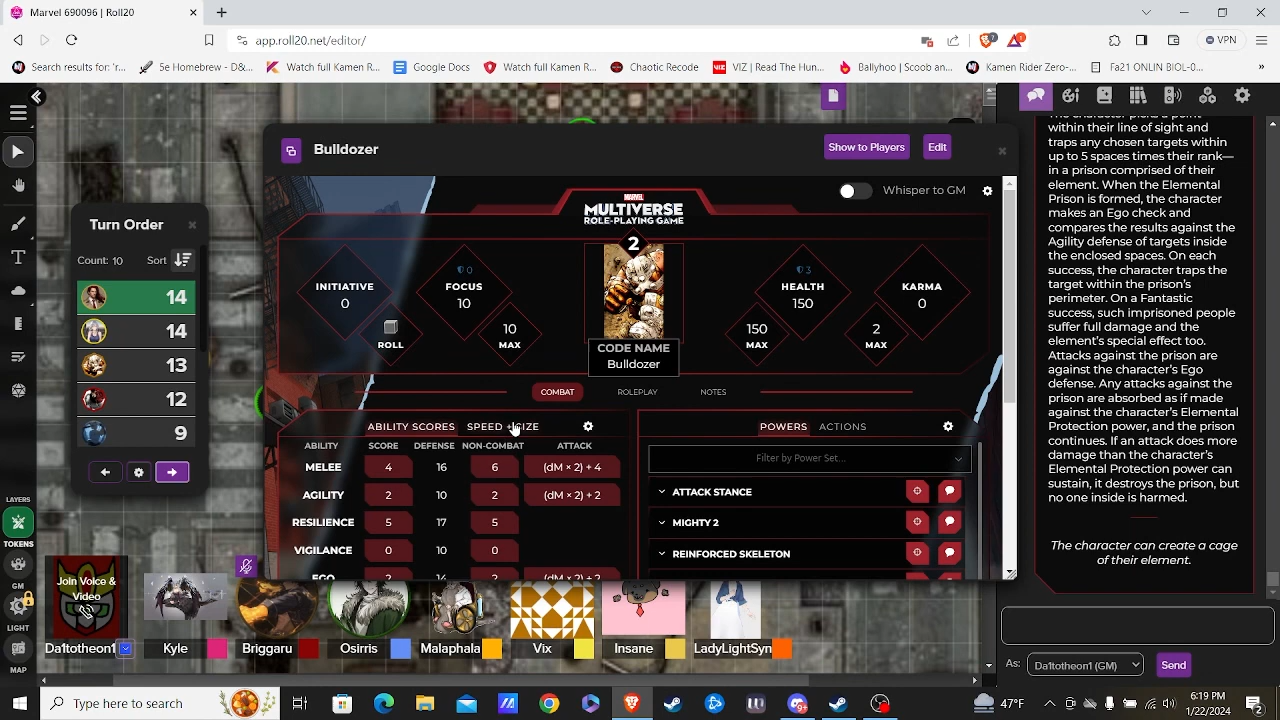 Marvel 690096 | Roll20
app.roll20.net/editor/
VPN
Search results for: 'r...
5e Homebrew - D&...
Watch full Kamen R...
Google Docs
Watch full Kamen R...
Chaotic Recode
VIZ | Read The Hun...
Ballyhoo | Scoob an...
Kamen Rider Zero-...
Fa21 ONLIN BIOL-0...
Turn Order
Count: 10 Sort
14
14
13
12
9
LAYERS
TOKENS
GM
LIGHT
MAP
Bulldozer
Show to Players
Edit
Whisper to GM
MARVEL
MULTIVERSE
ROLE-PLAYING GAME
2
INITIATIVE
0
ROLL
0
FOCUS
10
10
MAX
CODE NAME
Bulldozer
3
HEALTH
150
150
MAX
KARMA
0
2
MAX
COMBAT ROLEPLAY NOTES
ABILITY SCORES SPEED + SIZE
ABILITY SCORE DEFENSE NON-COMBAT ATTACK
MELEE 4 16 6 (dM × 2) + 4
AGILITY 2 10 2 (dM × 2) + 2
RESILIENCE 5 17 5
VIGILANCE 0 10 0
EGO 2 14 2 (dM × 2) + 2
POWERS ACTIONS
Filter by Power Set...
ATTACK STANCE
MIGHTY 2
REINFORCED SKELETON
within their line of sight and
traps any chosen targets within
up to 5 spaces times their rank—
in a prison comprised of their
element. When the Elemental
Prison is formed, the character
makes an Ego check and
compares the results against the
Agility defense of targets inside
the enclosed spaces. On each
success, the character traps the
target within the prison's
perimeter. On a Fantastic
success, such imprisoned people
suffer full damage and the
element's special effect too.
Attacks against the prison are
against the character's Ego
defense. Any attacks against the
prison are absorbed as if made
against the character's Elemental
Protection power, and the prison
continues. If an attack does more
damage than the character's
Elemental Protection power can
sustain, it destroys the prison, but
no one inside is harmed.
The character can create a cage
of their element.
As: Da1totheon1 (GM)
Send
Join Voice &
Video
Da1totheon1
Kyle
Briggaru
Osirris
Malaphala
Vix
Insane
LadyLightSyn
Type here to search
9+
47°F
6:19 PM
1/22/2024
2